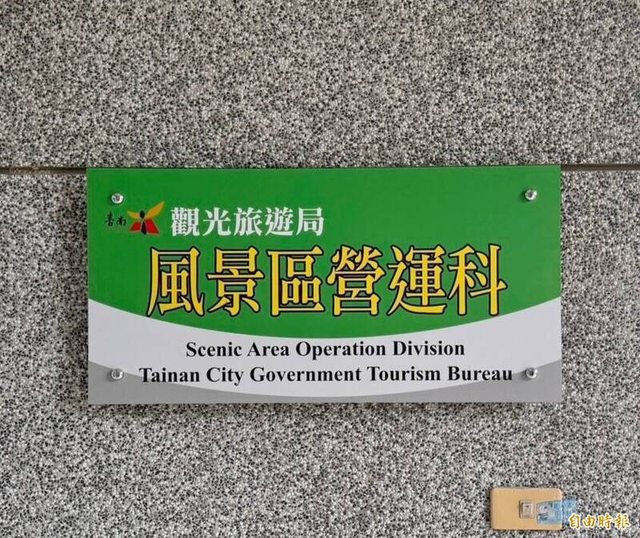 臺南 觀光旅遊局
風景區營運科
Scenic Area Operation Division
Tainan City Government Tourism Bureau
自由時報